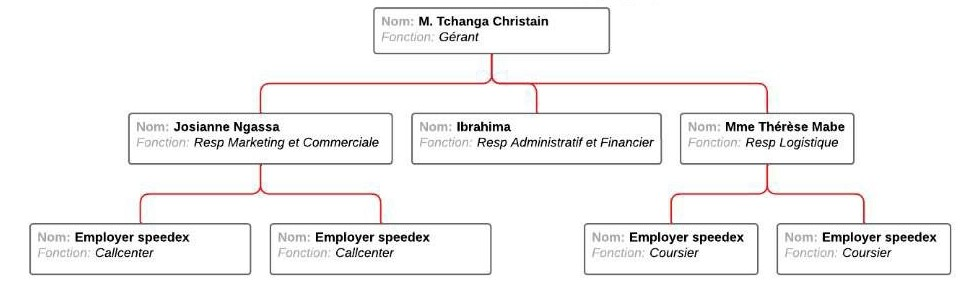 Nom: M. Tchanga Christain
Fonction: Gérant
Nom: Josianne Ngassa
Fonction: Resp Marketing et Commerciale
Nom: Ibrahima
Fonction: Resp Administratif et Financier
Nom: Mme Thérèse Mabe
Fonction: Resp Logistique
Nom: Employer speedex
Fonction: Callcenter
Nom: Employer speedex
Fonction: Callcenter
Nom: Employer speedex
Fonction: Coursier
Nom: Employer speedex
Fonction: Coursier